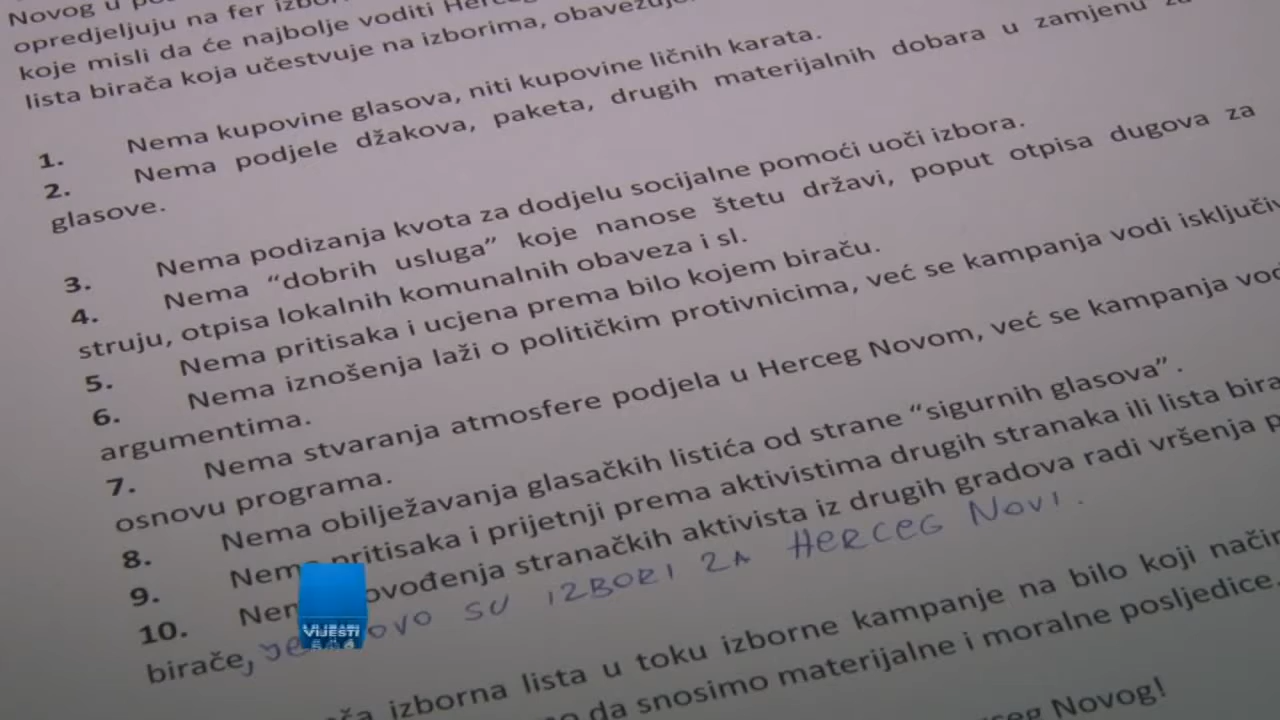 Novog u
opredjeljuju na fer
koje misli da će najbolje voditi
lista birača koja učestvuje na izborima,
1. Nema kupovine glasova, niti kupovine ličnih karata.
2. Nema podjele džakova, paketa, drugih materijalnih dobara u zamjenu za
glasove.
3. Nema podizanja kvota za dodjelu socijalne pomoći uoči izbora.
4. Nema “dobrih usluga” koje nanose štetu državi, poput otpisa dugova za
struju, otpisa lokalnih komunalnih obaveza i sl.
5. Nema pritisaka i ucjena prema bilo kojem biraču.
6. Nema iznošenja laži o političkim protivnicima, već se kampanja vodi
argumentima.
7. Nema stvaranja atmosfere podjela u Herceg Novom, već se kampanja
osnovu programa.
8. Nema obilježavanja glasačkih listića od strane “sigurnih glasova”.
9. Nema pritisaka i prijetnji prema aktivistima drugih stranaka ili lista
10. stranačkih aktivista iz drugih gradova radi vršenja
birače, OVO SU IZBORI ZA HERCEG NOVI.
izborna lista u toku izborne kampanje na bilo koji način
da snosimo materijalne i moralne posljedice.
Novog!
VIJESTI